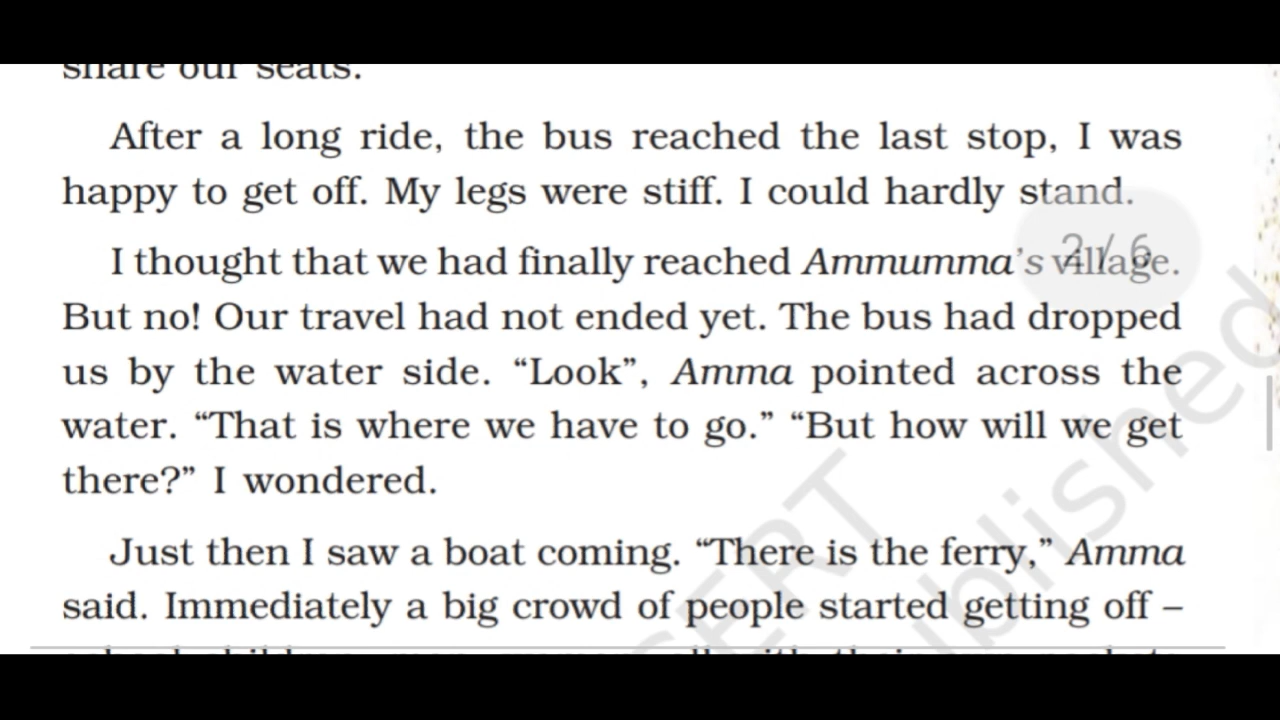 share our seats.
After a long ride, the bus reached the last stop, I was
happy to get off. My legs were stiff. I could hardly stand.
I thought that we had finally reached Ammumma's village.
2/ 6
But no! Our travel had not ended yet. The bus had dropped
us by the water side. “Look”, Amma pointed across the
water. “That is where we have to go.” “But how will we get
there?” I wondered.
Just then I saw a boat coming. “There is the ferry,” Amma
said. Immediately a big crowd of people started getting off –